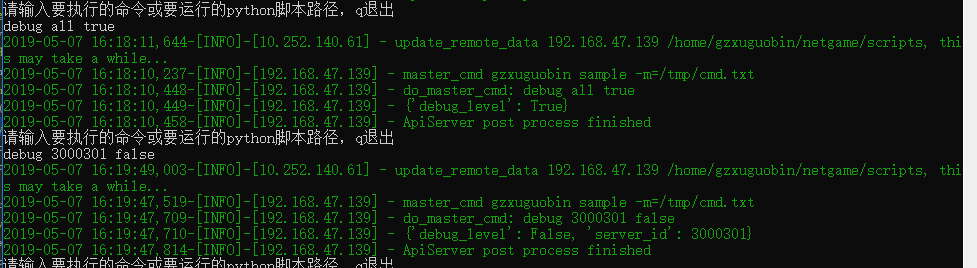 请输入要执行的命令或要运行的python脚本路径，q退出
debug all true
2019-05-07 16:18:11,644-[INFO]-[10.252.140.61] - update_remote_data 192.168.47.139 /home/gzxuguobin/netgame/scripts, thi
s may take a while...
2019-05-07 16:18:10,237-[INFO]-[192.168.47.139] - master_cmd gzxuguobin sample -m=/tmp/cmd.txt
2019-05-07 16:18:10,448-[INFO]-[192.168.47.139] - do_master_cmd: debug all true
2019-05-07 16:18:10,449-[INFO]-[192.168.47.139] - {'debug_level': True}
2019-05-07 16:18:10,458-[INFO]-[192.168.47.139] - ApiServer post process finished
请输入要执行的命令或要运行的python脚本路径，q退出
debug 3000301 false
2019-05-07 16:19:49,003-[INFO]-[10.252.140.61] - update_remote_data 192.168.47.139 /home/gzxuguobin/netgame/scripts, thi
s may take a while...
2019-05-07 16:19:47,519-[INFO]-[192.168.47.139] - master_cmd gzxuguobin sample -m=/tmp/cmd.txt
2019-05-07 16:19:47,709-[INFO]-[192.168.47.139] - do_master_cmd: debug 3000301 false
2019-05-07 16:19:47,710-[INFO]-[192.168.47.139] - {'debug_level': False, 'server_id': 3000301}
2019-05-07 16:19:47,814-[INFO]-[192.168.47.139] - ApiServer post process finished
请输入要执行的命令或要运行的python脚本路径，q退出